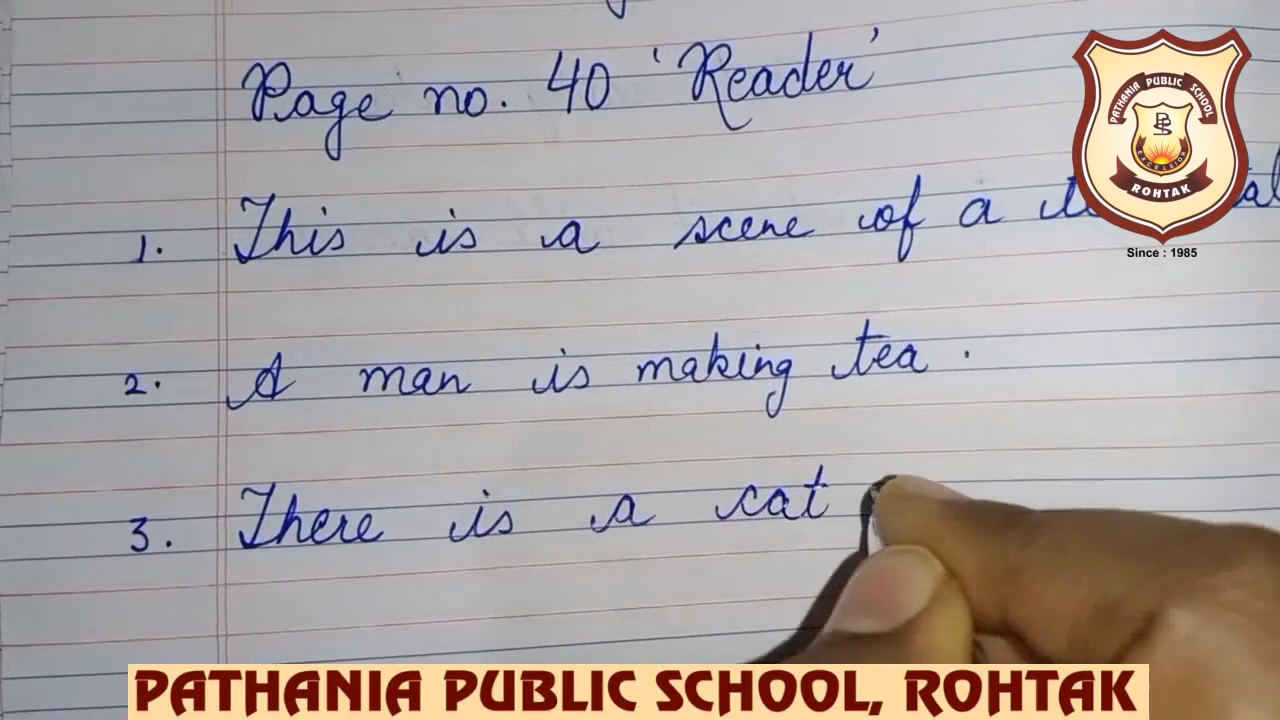 Page no. 40 'Reader'
PATHANIA PUBLIC SCHOOL
PS
EXCELSIOR
ROHTAK
Since : 1985
1. This is a scene of a
2. A man is making tea.
3. There is a cat
PATHANIA PUBLIC SCHOOL, ROHTAK